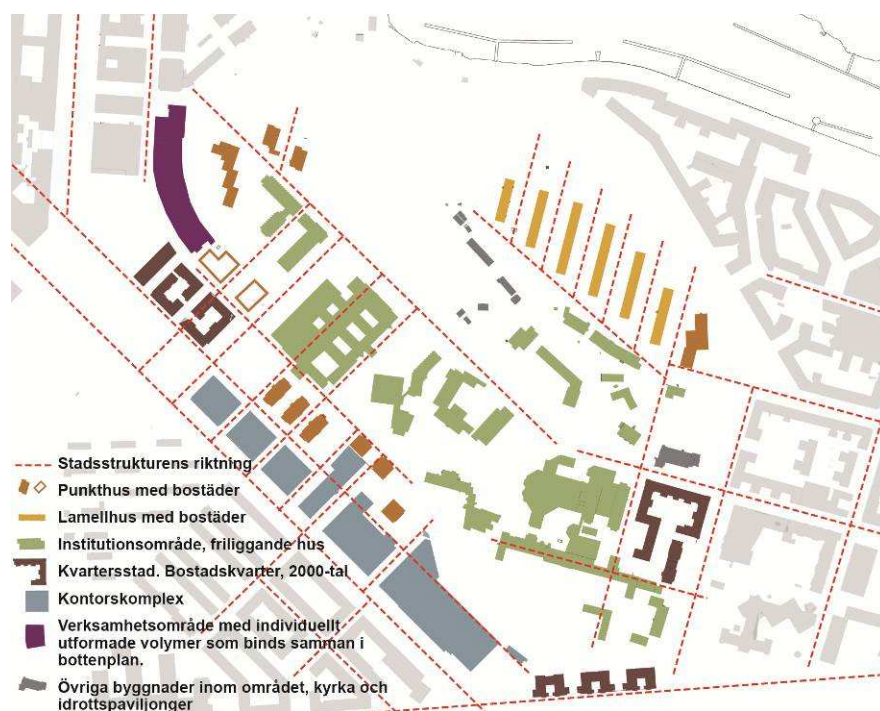 Stadsstrukturens riktning
Punkthus med bostäder
Lamellhus med bostäder
Institutionsområde, friliggande hus
Kvartersstad. Bostadskvarter, 2000-tal
Kontorskomplex
Verksamhetsområde med individuellt
utformade volymer som binds samman i
bottenplan.
Övriga byggnader inom området, kyrka och
idrottspaviljonger